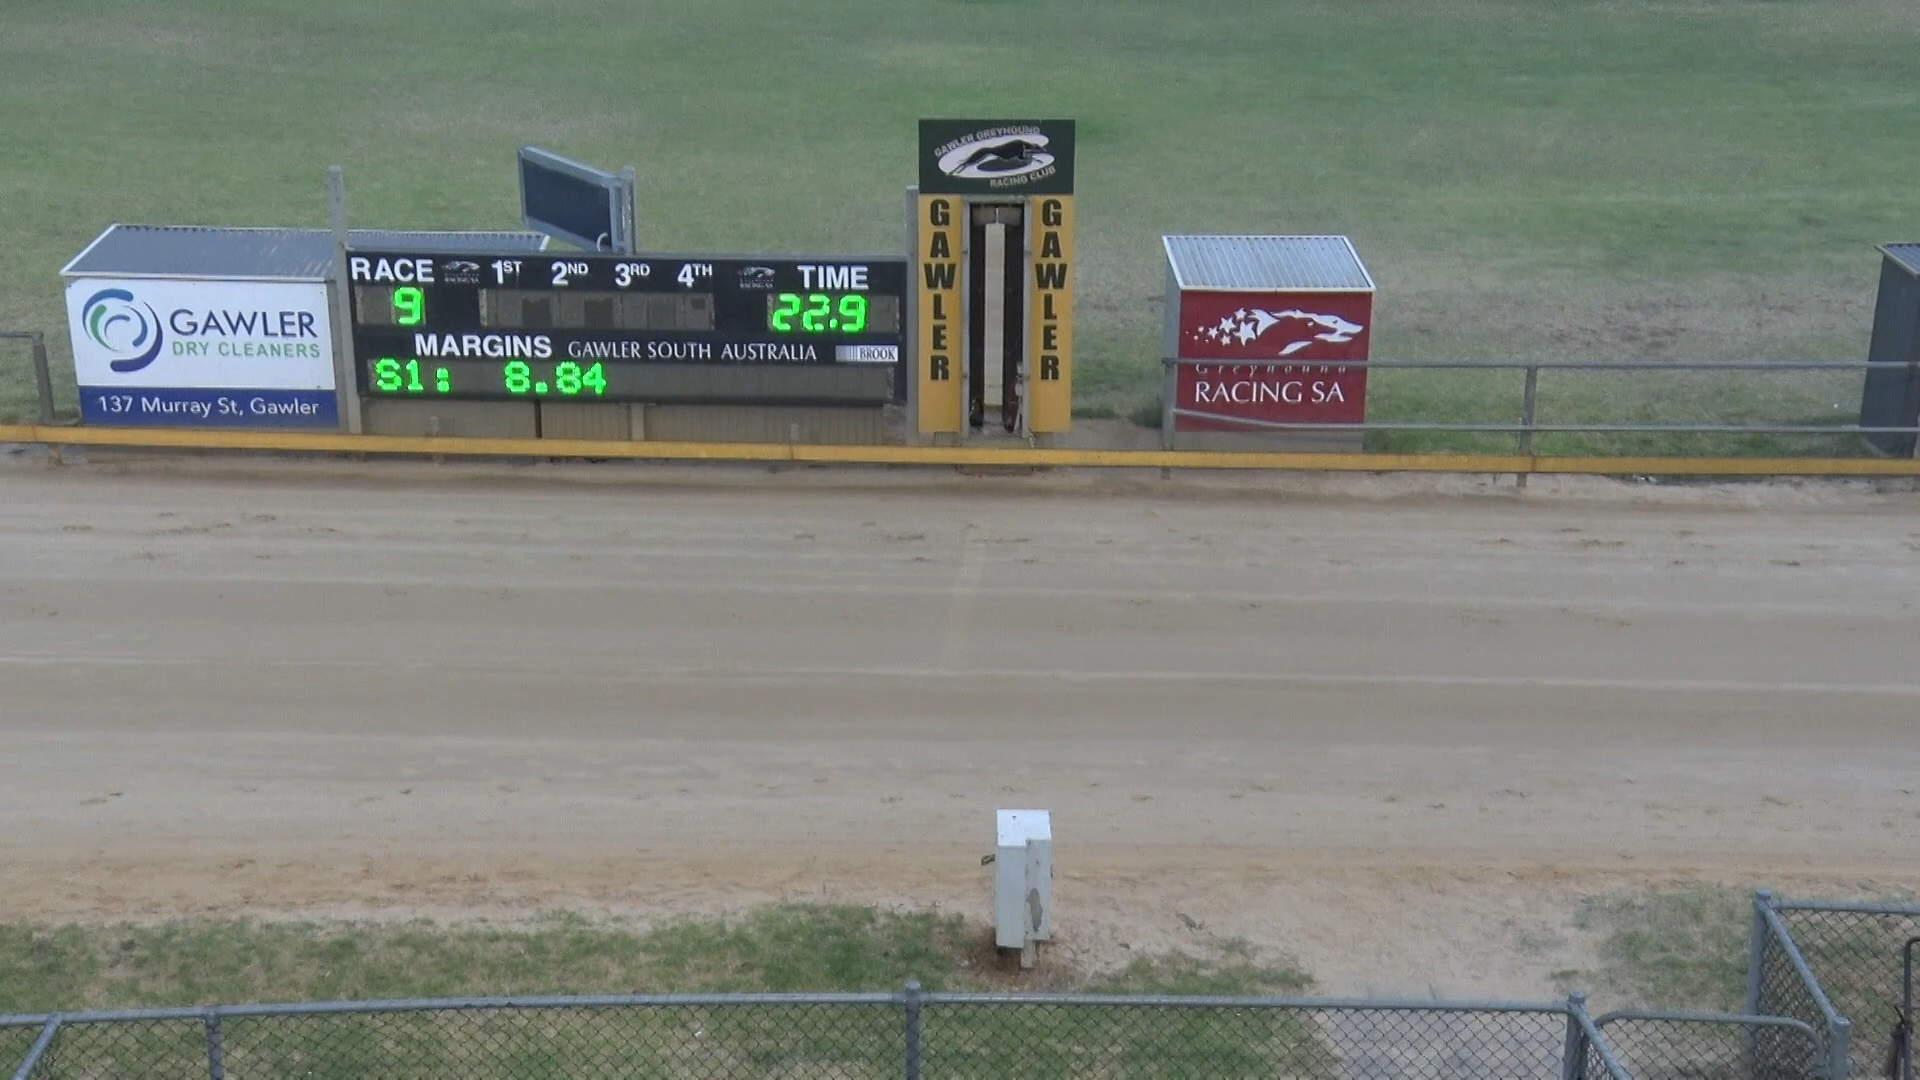 GAWLER GREYHOUND
RACING CLUB
GAWLER
GAWLER
RACE 1ST 2ND 3RD 4TH TIME
9 22.9
MARGINS GAWLER SOUTH AUSTRALIA BROOK
S1: 8.84
GAWLER
DRY CLEANERS
137 Murray St, Gawler
Greyhound
RACING SA